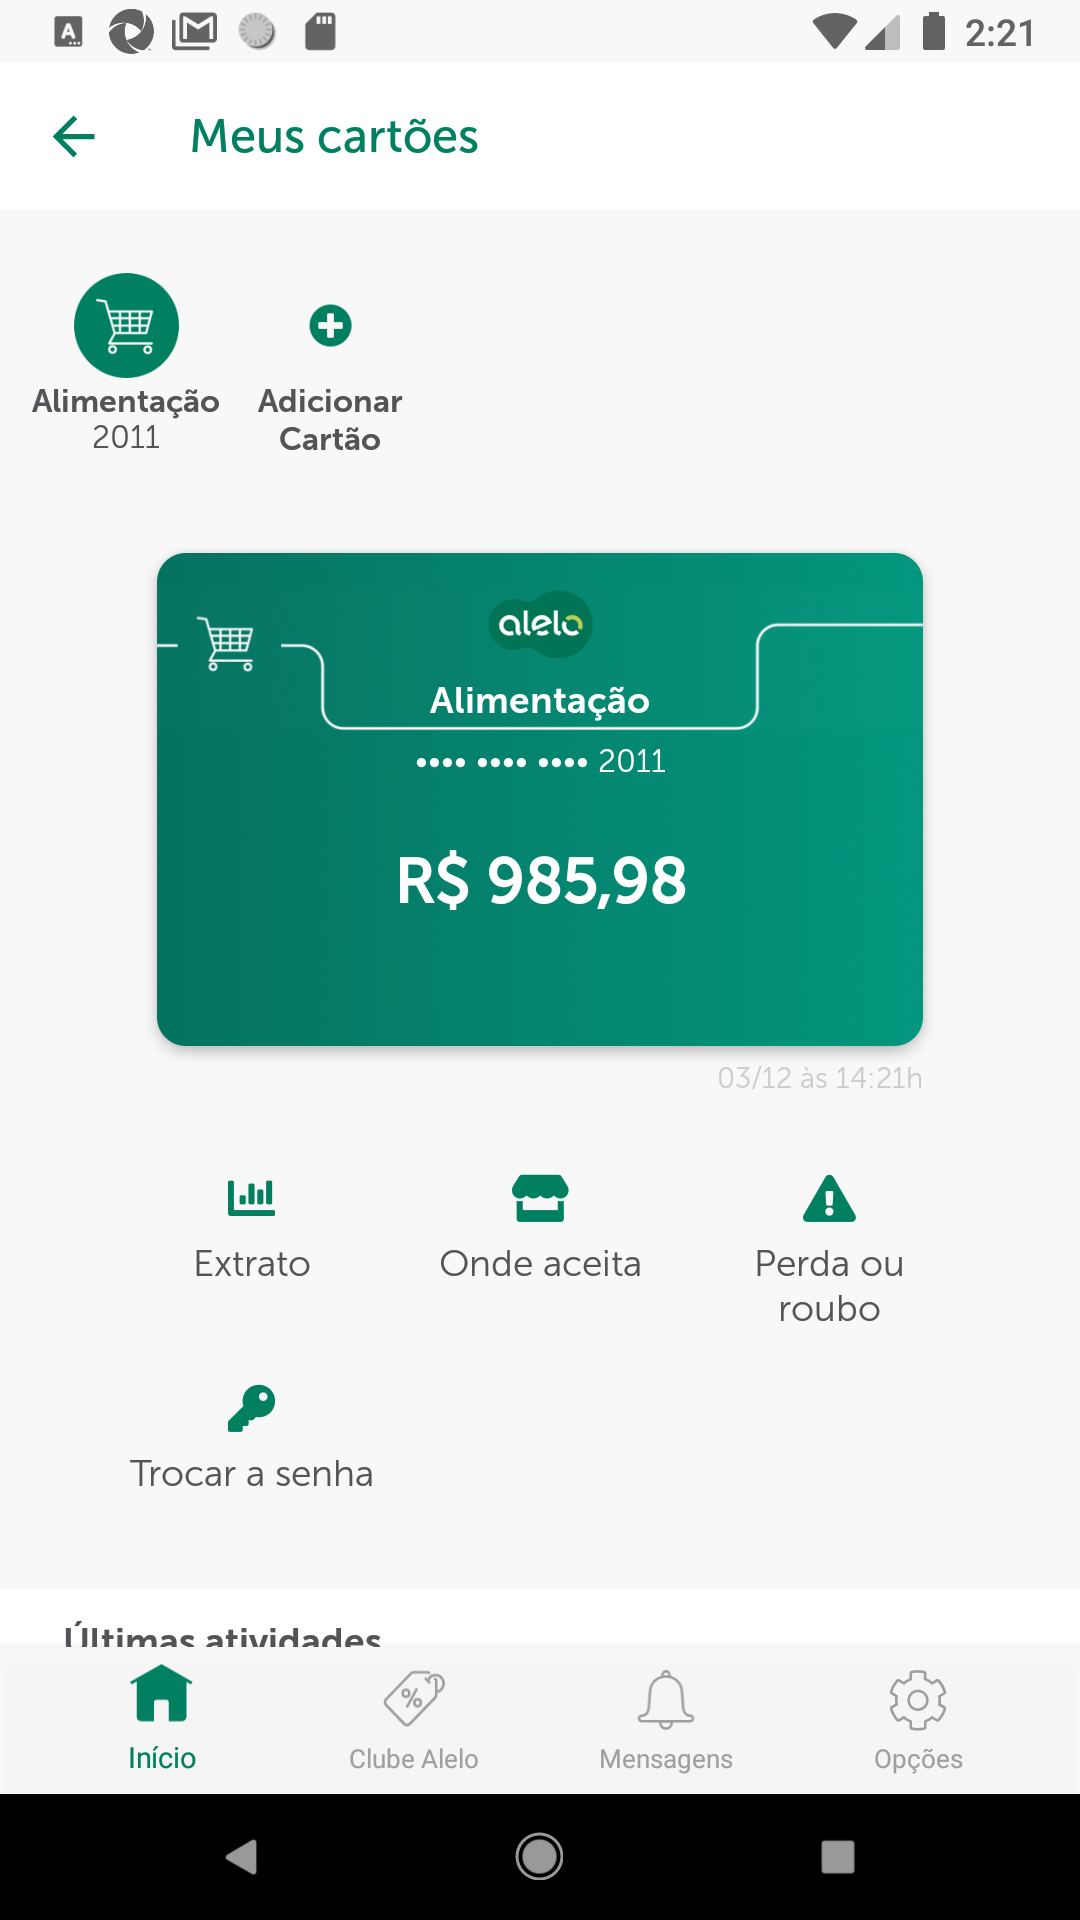 2:21
Meus cartões
Alimentação
2011
Adicionar
Cartão
alelo
Alimentação
•••• •••• •••• 2011
R$ 985,98
03/12 às 14:21h
Extrato
Onde aceita
Perda ou
roubo
Trocar a senha
Últimas atividades
Início
Clube Alelo
Mensagens
Opções